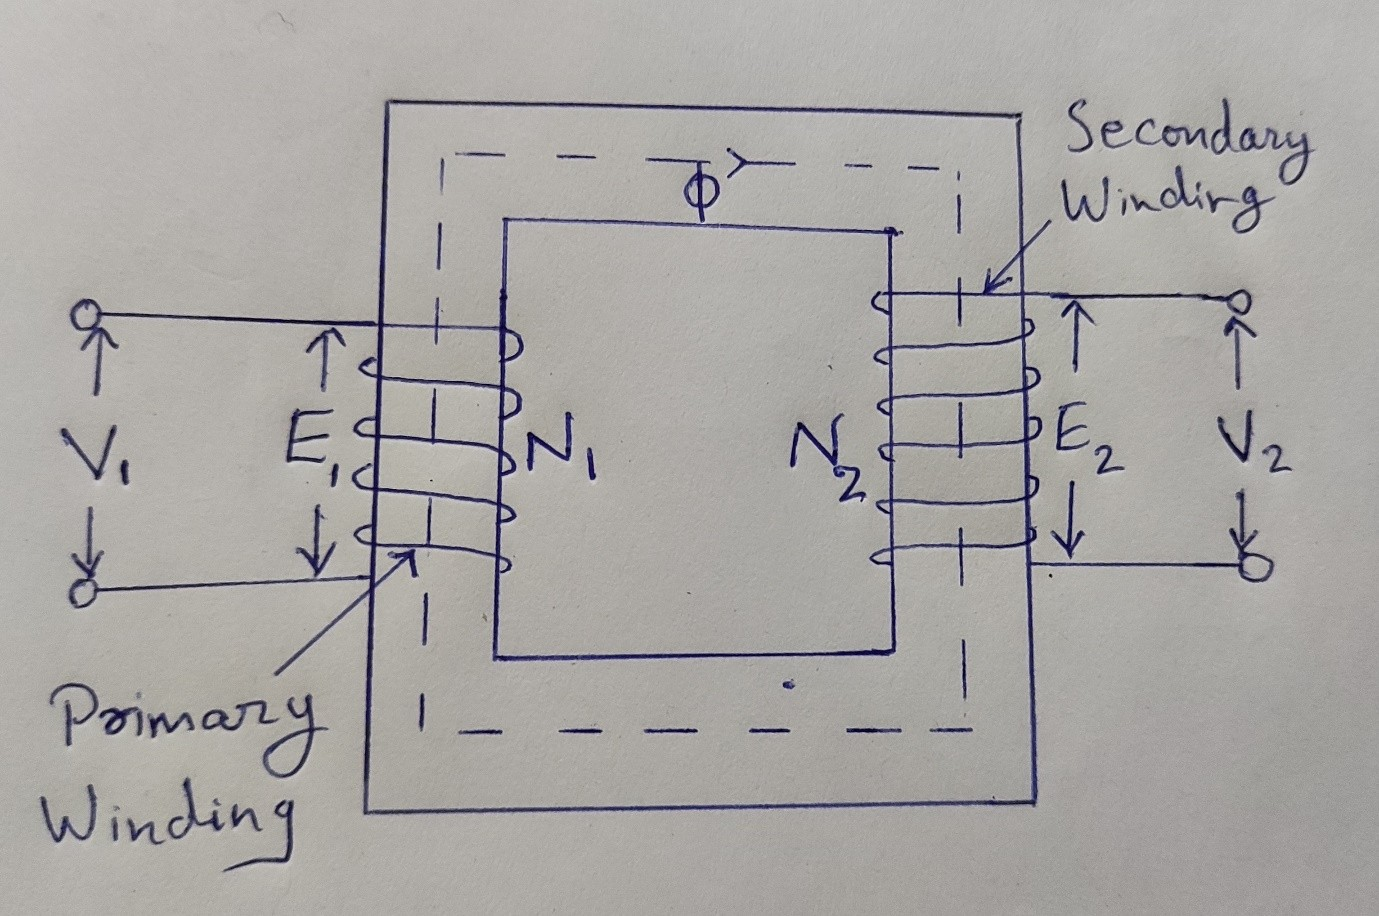 Secondary
Winding
ϕ
V₁
E₁
N₁
N₂
E₂
V₂
Primary
Winding